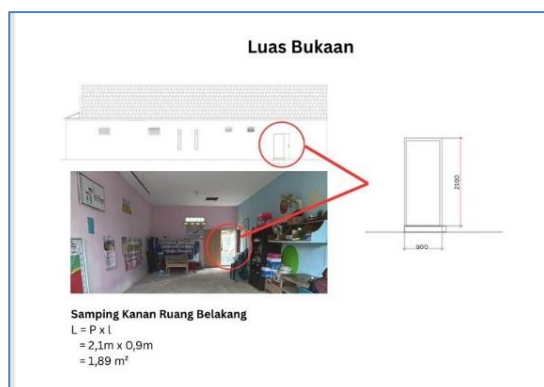 Luas Bukaan
2100
900
Samping Kanan Ruang Belakang
L = P x l
= 2,1m x 0,9m
= 1,89 m²